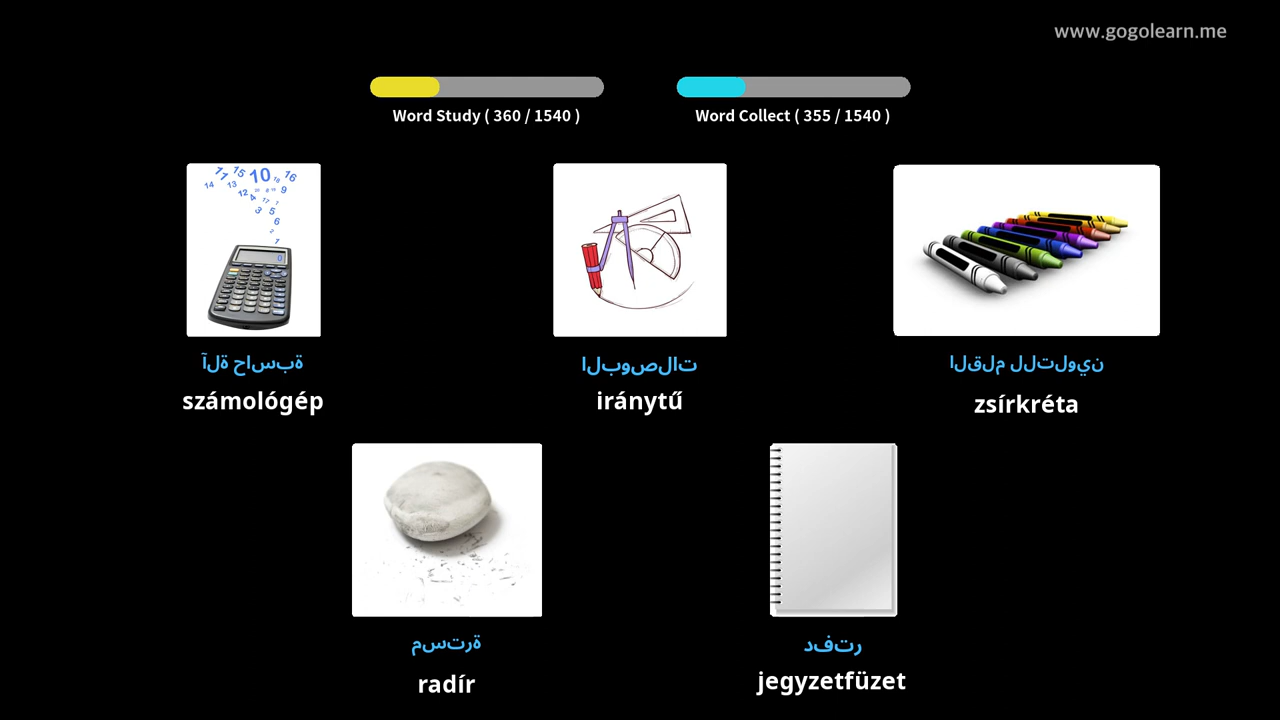 www.gogolearn.me
Word Study ( 360 / 1540 )
Word Collect ( 355 / 1540 )
آلة حاسبة
البوصلات
القلم للتلوين
számológép
iránytű
zsírkréta
مسترة
دفتر
radír
jegyzetfüzet